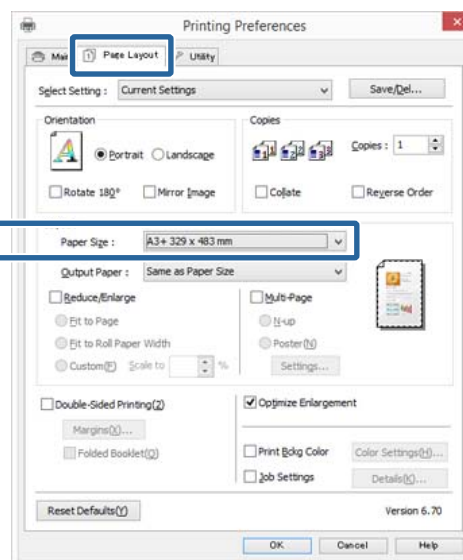 Printing Preferences
Main Page Layout Utility
Select Setting : Current Settings Save/Del...
Orientation Copies
A Portrait Landscape Copies : 1
Rotate 180° Mirror Image Collate Reverse Order
Paper Size : A3+ 329 x 483 mm
Output Paper : Same as Paper Size
Reduce/Enlarge Multi-Page
Fit to Page N-up
Fit to Roll Paper Width Poster(N)
Custom(F) Scale to % Settings...
Double-Sided Printing(2) Optimize Enlargement
Margins(X)...
Folded Booklet(Q) Print Bckg Color Color Settings(H)...
Job Settings Details(K)...
Reset Defaults(Y) Version 6.70
OK Cancel Help